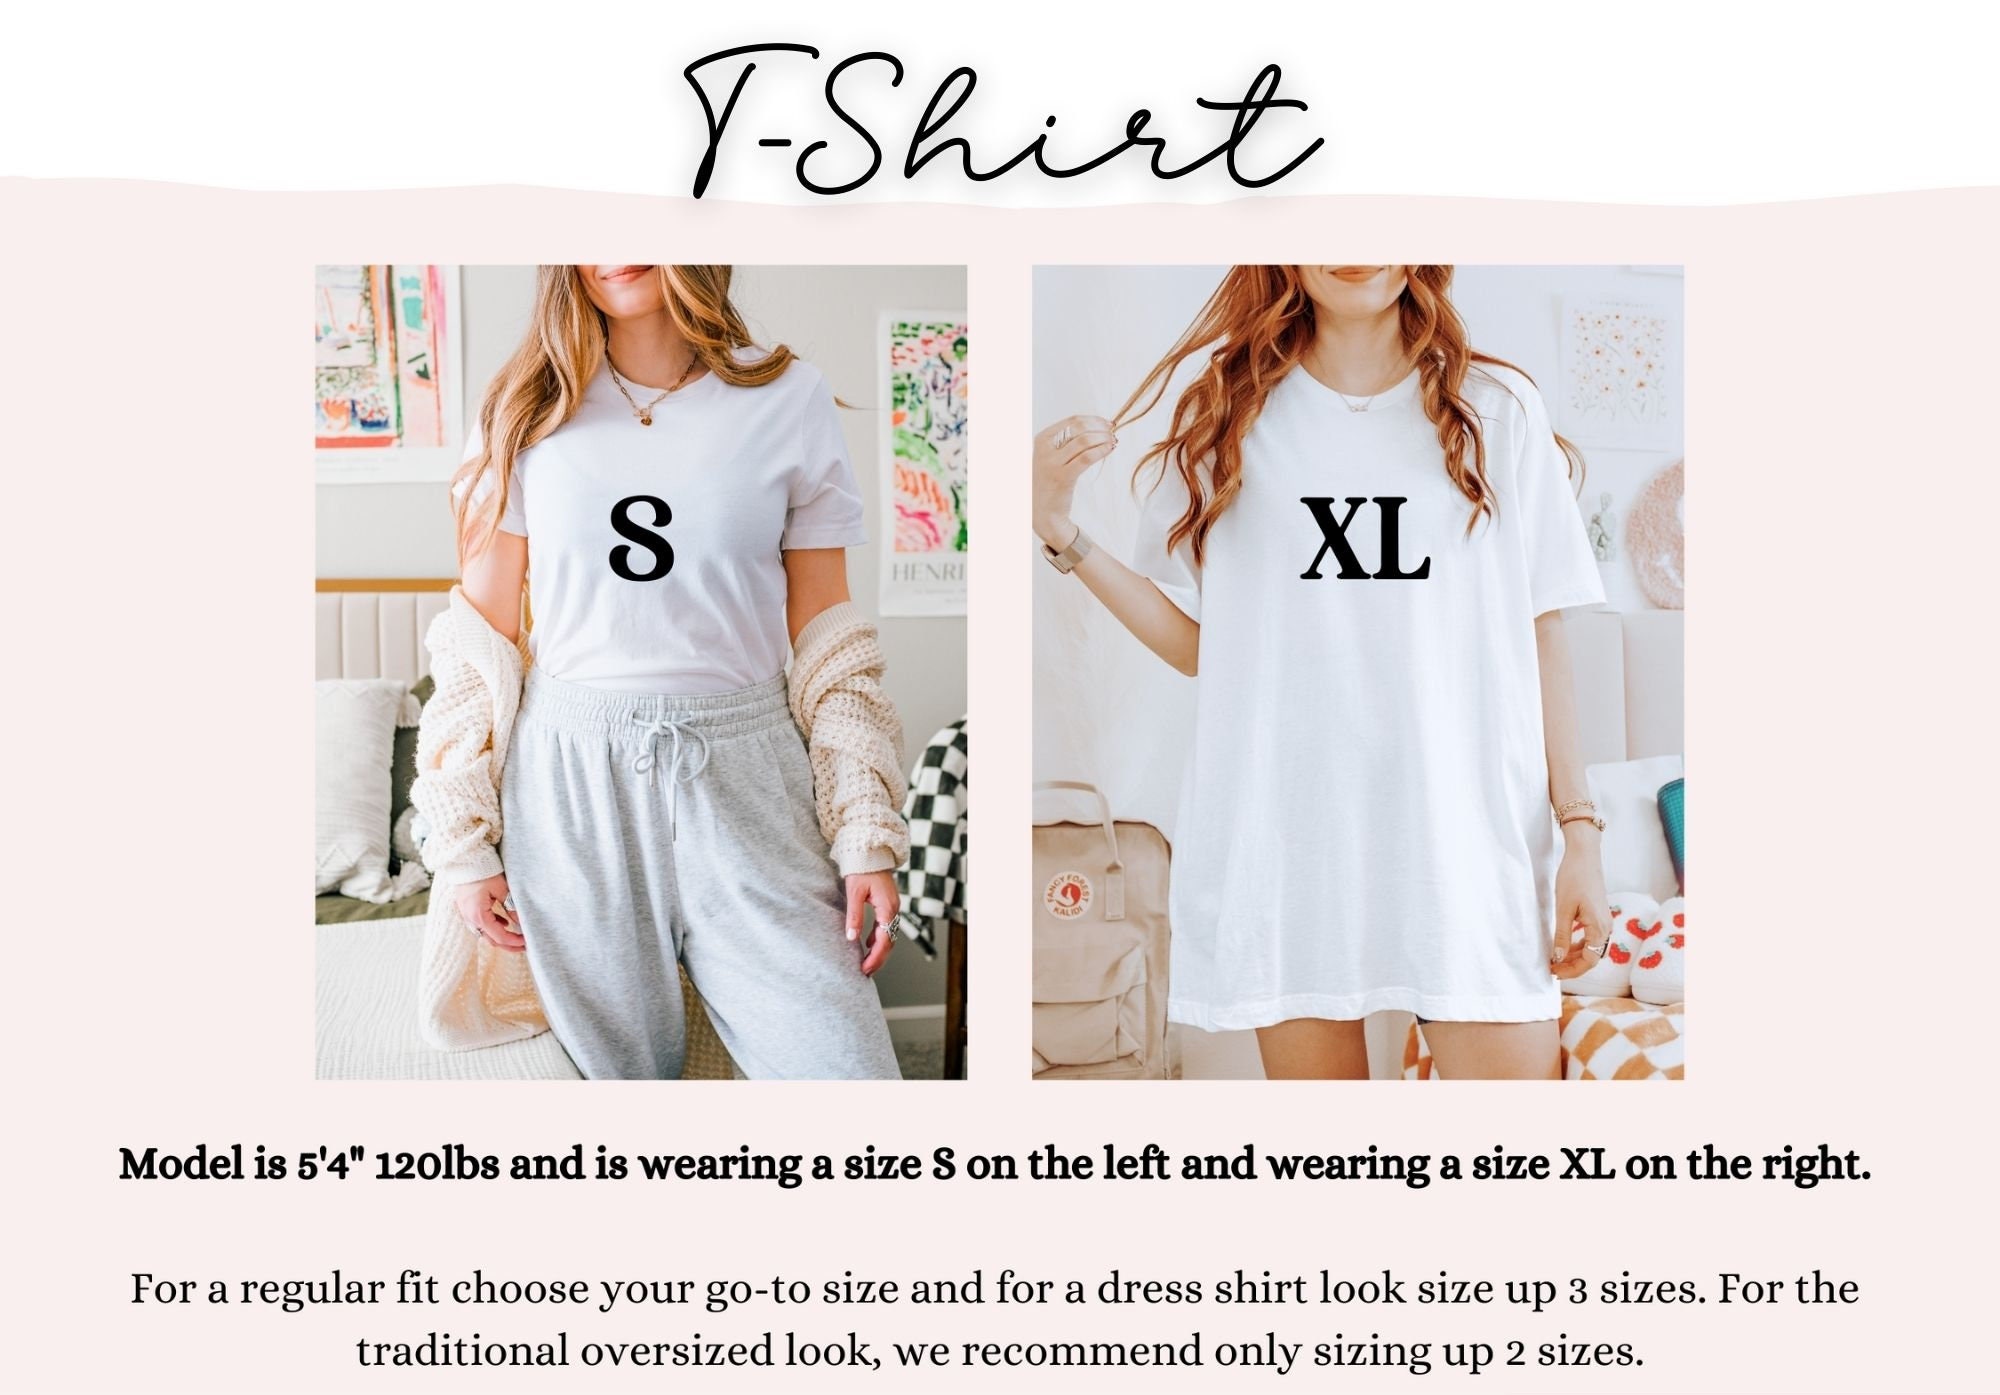 T-Shirt
S
XL
HENRI
FANCY FOREST
KALIDI
Model is 5'4" 120lbs and is wearing a size S on the left and wearing a size XL on the right.
For a regular fit choose your go-to size and for a dress shirt look size up 3 sizes. For the
traditional oversized look, we recommend only sizing up 2 sizes.